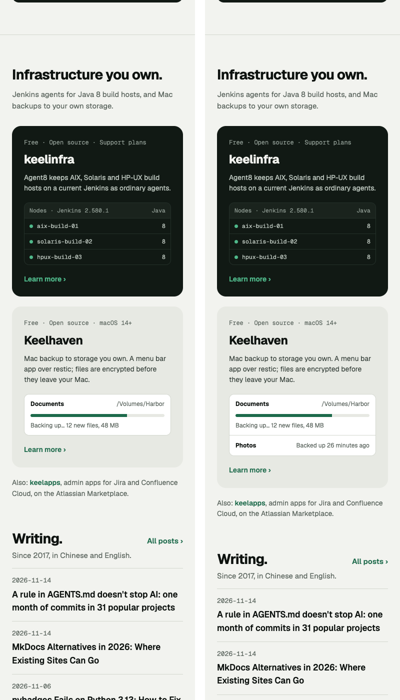 Infrastructure you own.
Jenkins agents for Java 8 build hosts, and Mac
backups to your own storage.
Free · Open source · Support plans
keelinfra
Agent8 keeps AIX, Solaris and HP-UX build
hosts on a current Jenkins as ordinary agents.
Nodes · Jenkins 2.580.1 Java
aix-build-01 8
solaris-build-02 8
hpux-build-03 8
Learn more ›
Free · Open source · macOS 14+
Keelhaven
Mac backup to storage you own. A menu bar
app over restic; files are encrypted before
they leave your Mac.
Documents /Volumes/Harbor
Backing up… 12 new files, 48 MB
Learn more ›
Also: keelapps, admin apps for Jira and Confluence
Cloud, on the Atlassian Marketplace.
Writing. All posts ›
Since 2017, in Chinese and English.
2026-11-14
A rule in AGENTS.md doesn't stop AI: one
month of commits in 31 popular projects
2026-11-14
MkDocs Alternatives in 2026: Where
Existing Sites Can Go
2026-11-06
pybadges Fails on Python 3.13: How to Fix
Infrastructure you own.
Jenkins agents for Java 8 build hosts, and Mac
backups to your own storage.
Free · Open source · Support plans
keelinfra
Agent8 keeps AIX, Solaris and HP-UX build
hosts on a current Jenkins as ordinary agents.
Nodes · Jenkins 2.580.1 Java
aix-build-01 8
solaris-build-02 8
hpux-build-03 8
Learn more ›
Free · Open source · macOS 14+
Keelhaven
Mac backup to storage you own. A menu bar
app over restic; files are encrypted before
they leave your Mac.
Documents /Volumes/Harbor
Backing up… 12 new files, 48 MB
Photos Backed up 26 minutes ago
Learn more ›
Also: keelapps, admin apps for Jira and Confluence
Cloud, on the Atlassian Marketplace.
Writing. All posts ›
Since 2017, in Chinese and English.
2026-11-14
A rule in AGENTS.md doesn't stop AI: one
month of commits in 31 popular projects
2026-11-14
MkDocs Alternatives in 2026: Where
Existing Sites Can Go